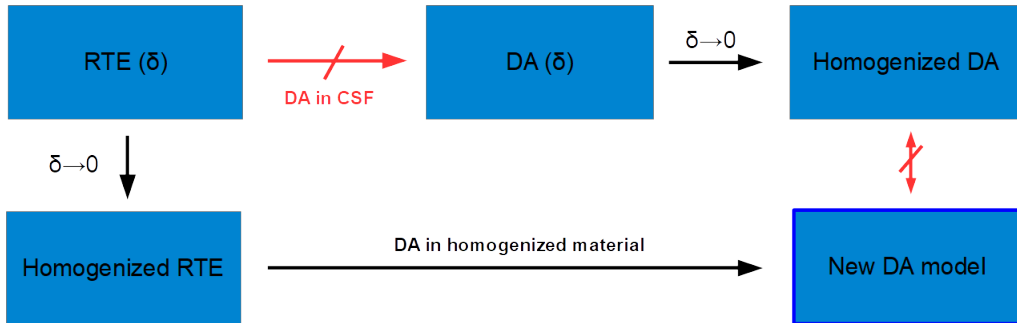 RTE (δ)
DA in CSF
DA (δ)
δ→0
Homogenized DA
δ→0
Homogenized RTE
DA in homogenized material
New DA model